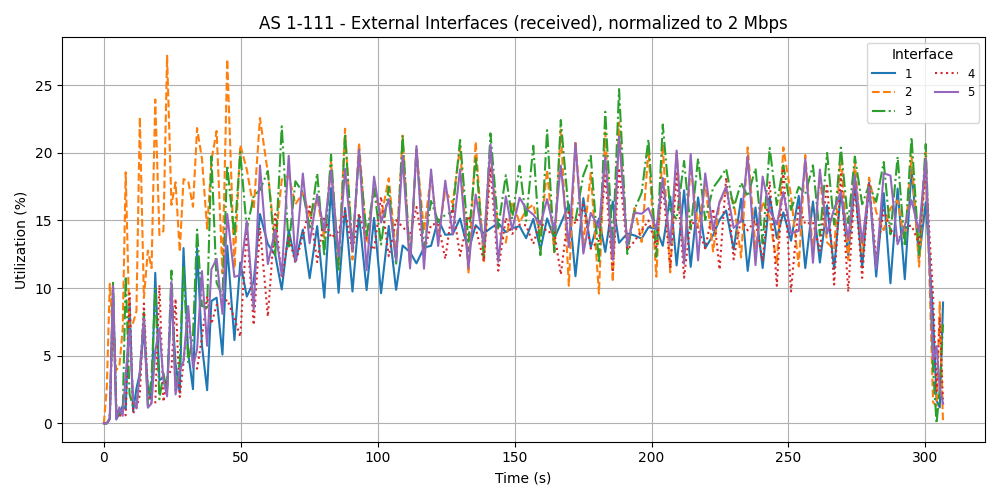 AS 1-111 - External Interfaces (received), normalized to 2 Mbps
Utilization (%)
25
20
15
10
5
0
0 50 100 150 200 250 300
Time (s)
Interface
1 4
2 5
3